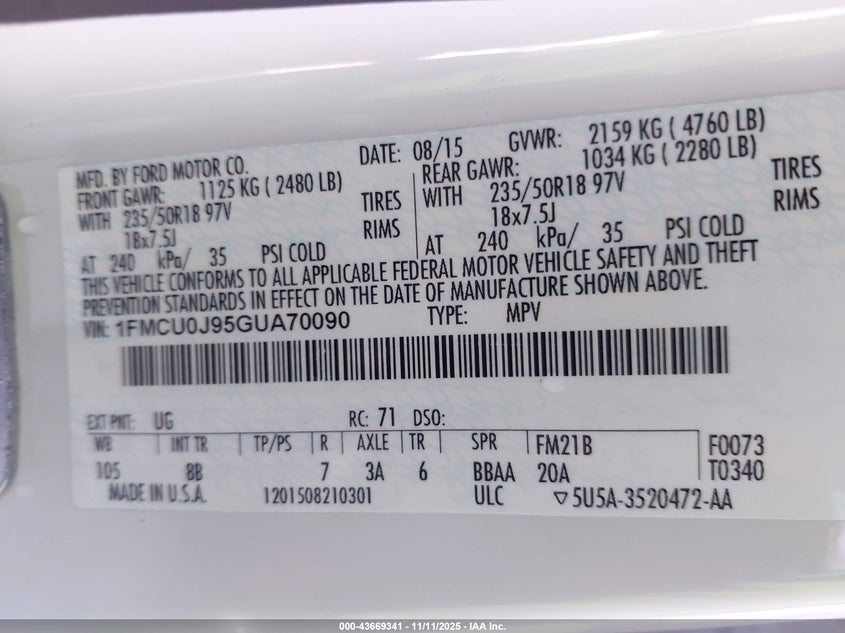 MFD. BY FORD MOTOR CO. DATE: 08/15 GVWR: 2159 KG ( 4760 LB)
FRONT GAWR: 1125 KG ( 2480 LB) REAR GAWR: 1034 KG ( 2280 LB)
WITH 235/50R18 97V TIRES WITH 235/50R18 97V TIRES
18x7.5J RIMS 18x7.5J RIMS
AT 240 kPa/ 35 PSI COLD AT 240 kPa/ 35 PSI COLD
THIS VEHICLE CONFORMS TO ALL APPLICABLE FEDERAL MOTOR VEHICLE SAFETY AND THEFT
PREVENTION STANDARDS IN EFFECT ON THE DATE OF MANUFACTURE SHOWN ABOVE.
VIN: 1FMCU0J95GUA70090 TYPE: MPV
EXT PNT: UG RC: 71 DSO:
WB INT TR TP/PS R AXLE TR SPR FM21B F0073
105 8B 7 3A 6 BBAA 20A T0340
MADE IN U.S.A. 1201508210301 ULC ▽5U5A-3520472-AA
000-43669341 - 11/11/2025 - IAA Inc.